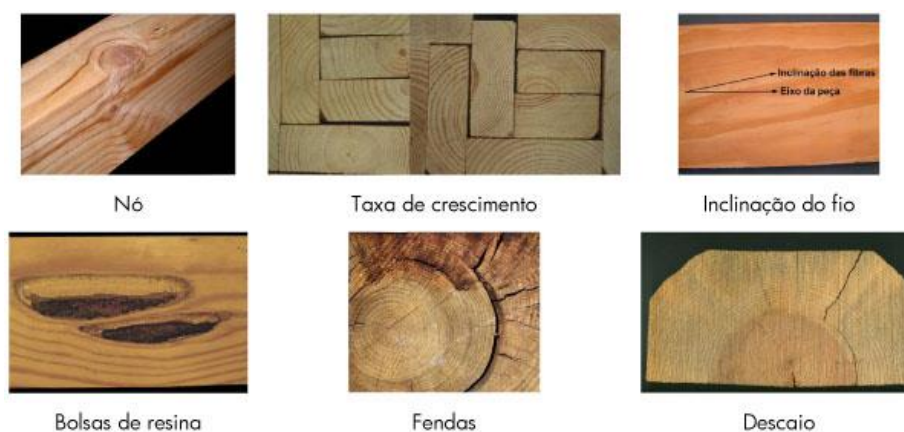 Inclinação das fibras
Eixo da peça
Nó
Taxa de crescimento
Inclinação do fio
Bolsas de resina
Fendas
Descaio